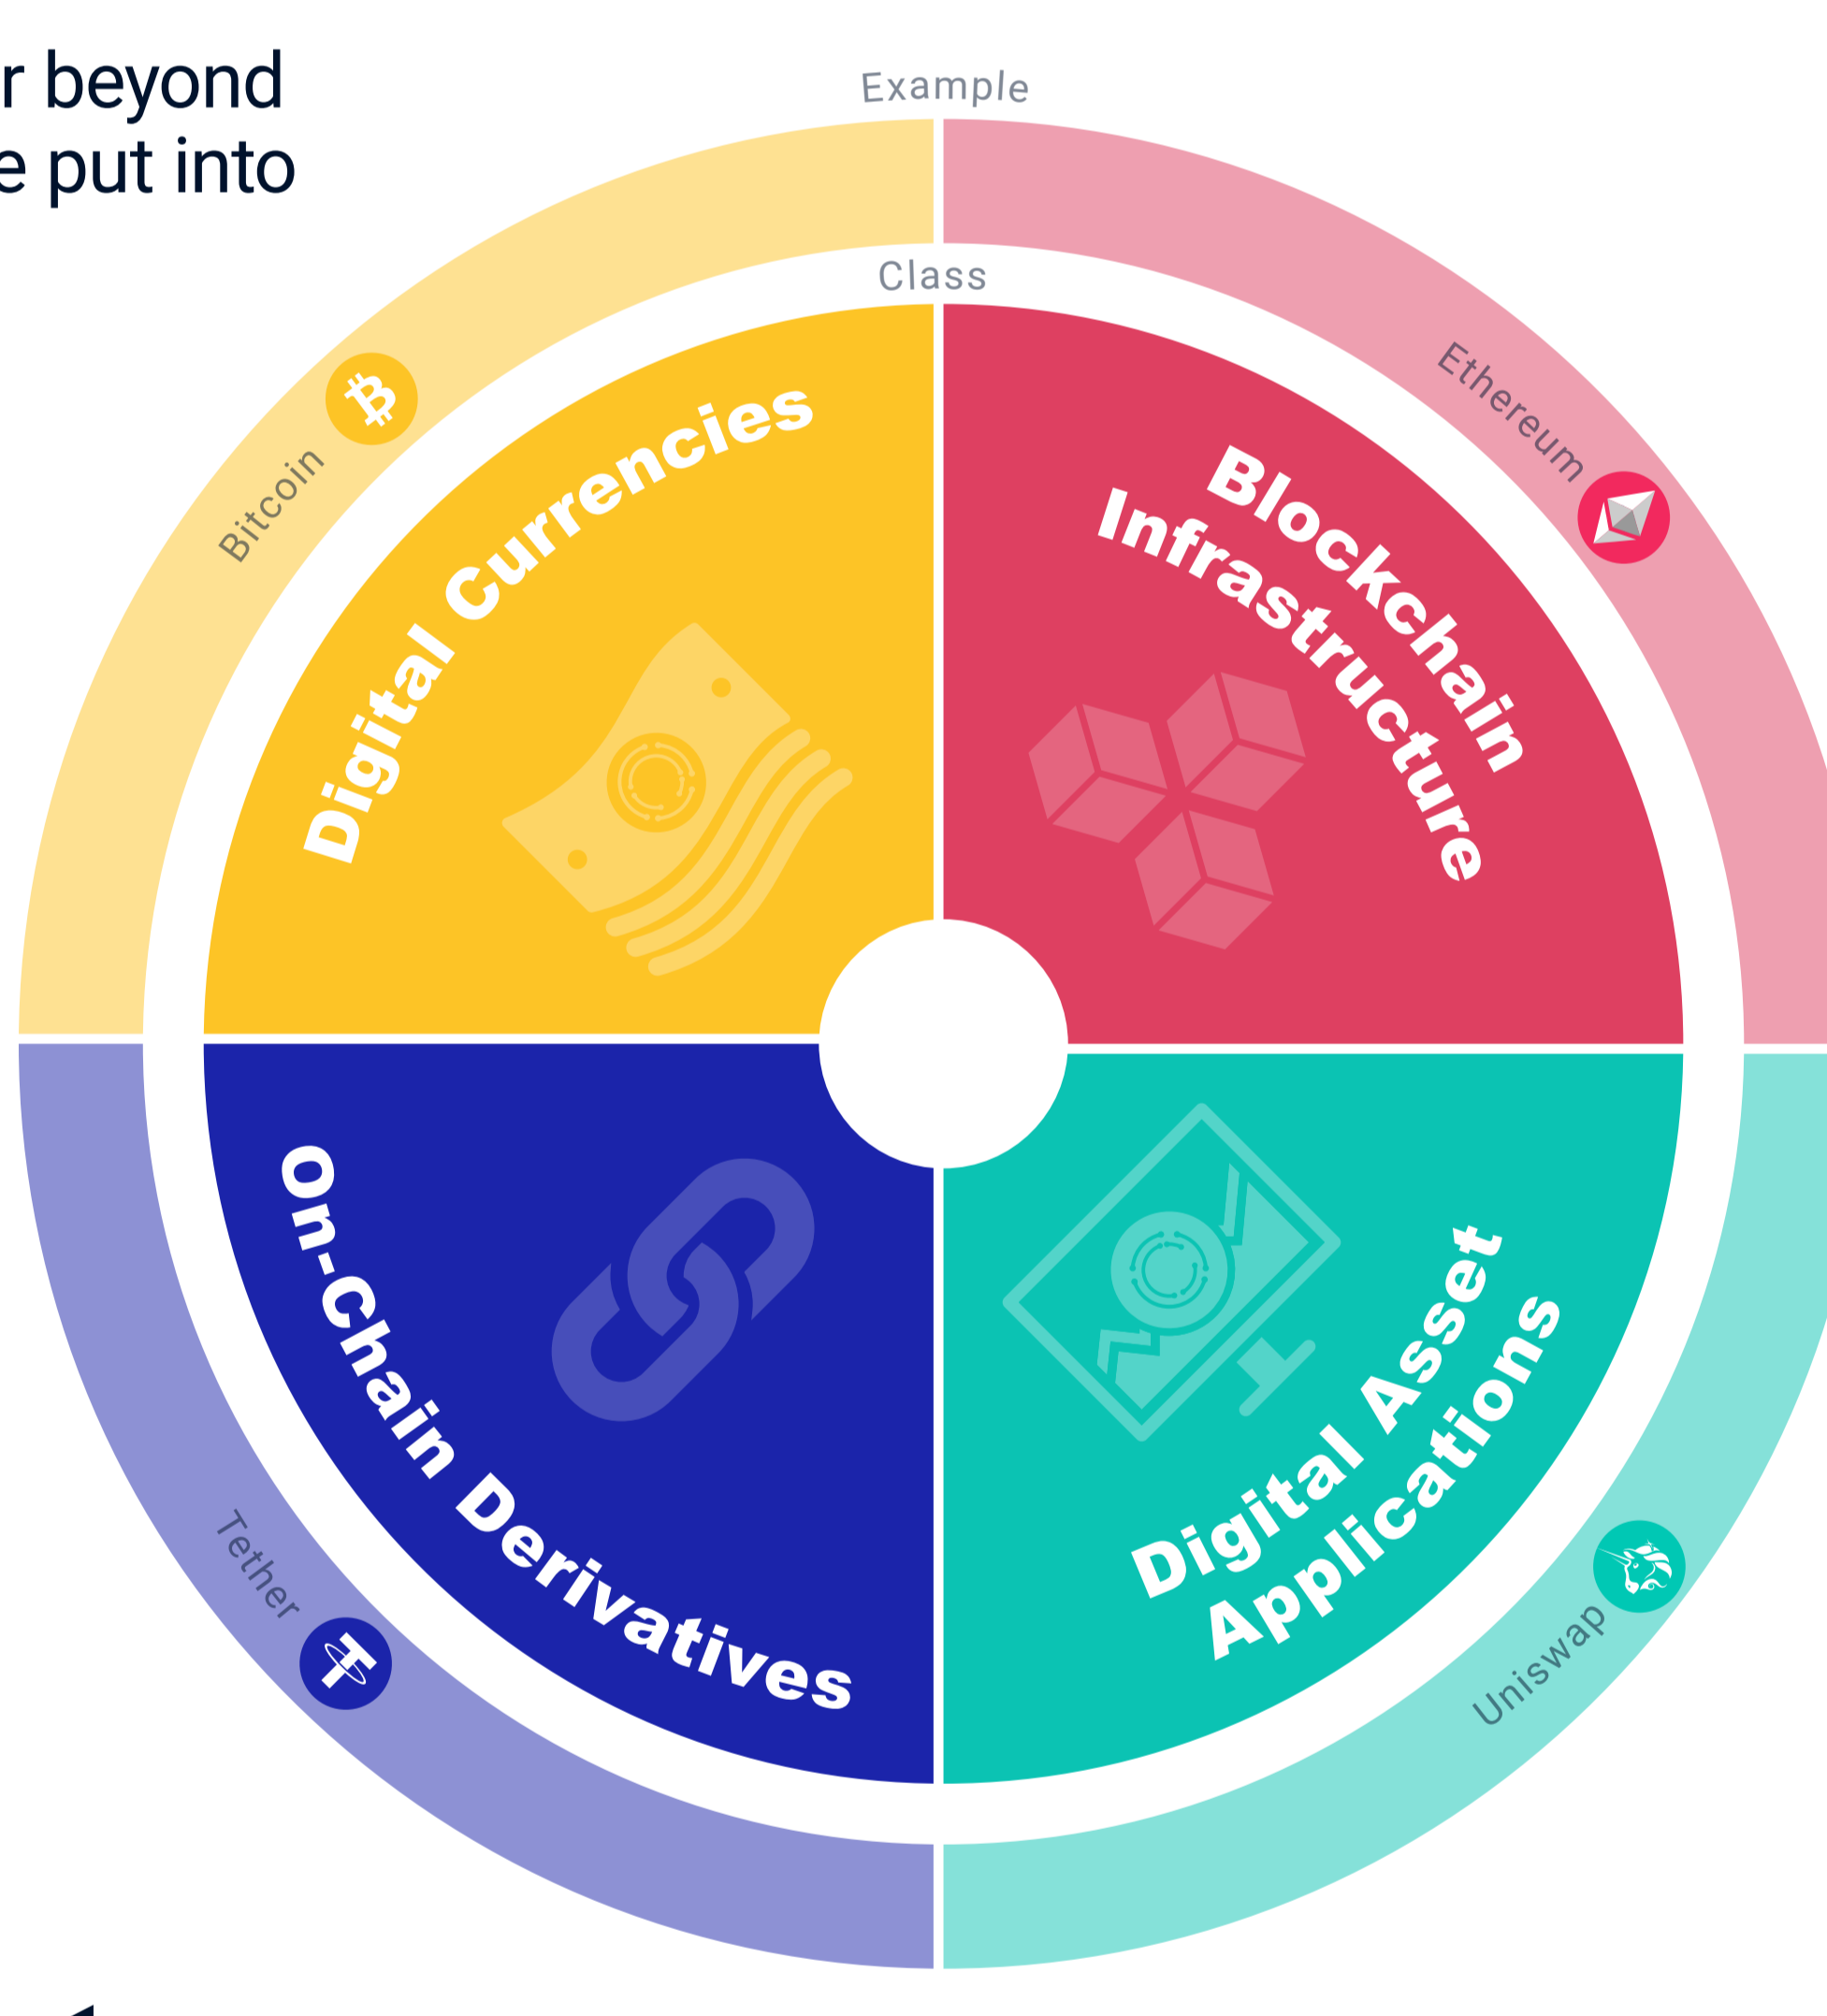 r beyond
e put into
Example
Class
Bitcoin
Ethereum
Digital Currencies
Blockchain
Infrastructure
On-Chain Derivatives
Digital Asset
Applications
Tether
Uniswap